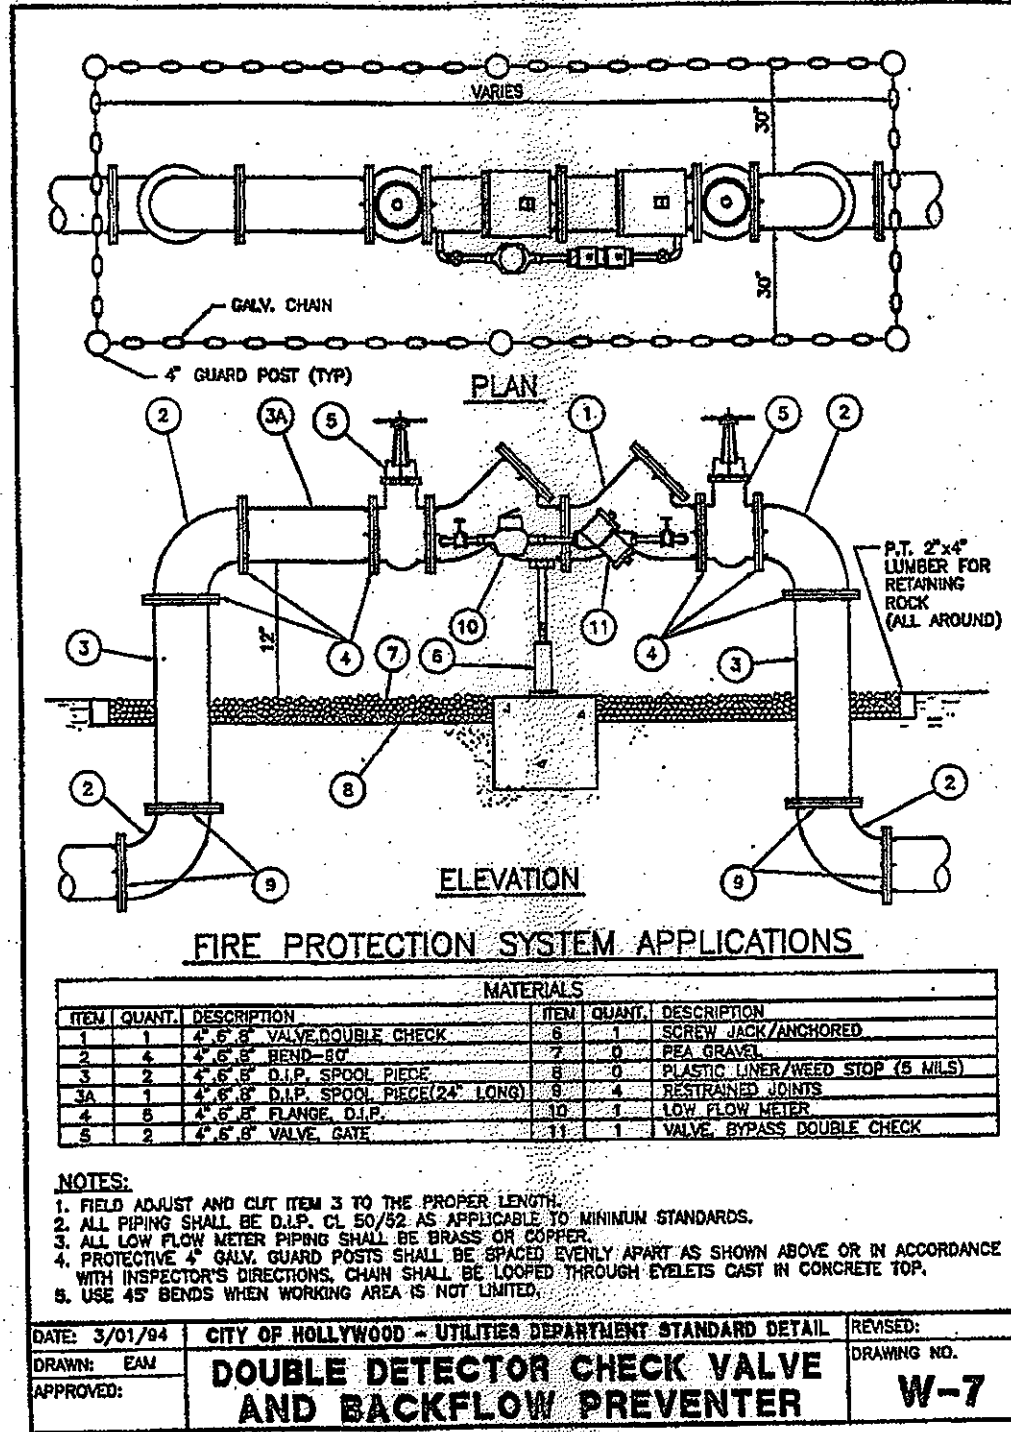 VARIES
30"
30"
GALV. CHAIN
4" GUARD POST (TYP)
PLAN
2
3A
5
1
5
2
P.T. 2"x4"
LUMBER FOR
RETAINING
ROCK
(ALL AROUND)
12"
3
4
7
6
10
11
4
3
2
8
2
9
ELEVATION
9
FIRE PROTECTION SYSTEM APPLICATIONS
MATERIALS
ITEM QUANT. DESCRIPTION ITEM QUANT. DESCRIPTION
1 1 4",6",8" VALVE,DOUBLE CHECK 6 1 SCREW JACK/ANCHORED
2 4 4",6",8" BEND-90° 7 0 PEA GRAVEL
3 2 4",6",8" D.I.P. SPOOL PIECE 8 0 PLASTIC LINER/WEED STOP (5 MILS)
3A 1 4",6",8" D.I.P. SPOOL PIECE(24" LONG) 9 4 RESTRAINED JOINTS
4 6 4",6",8" FLANGE, D.I.P. 10 1 LOW FLOW METER
5 2 4",6",8" VALVE, GATE 11 1 VALVE, BYPASS DOUBLE CHECK
NOTES:
1. FIELD ADJUST AND CUT ITEM 3 TO THE PROPER LENGTH.
2. ALL PIPING SHALL BE D.I.P. CL 50/52 AS APPLICABLE TO MINIMUM STANDARDS.
3. ALL LOW FLOW METER PIPING SHALL BE BRASS OR COPPER.
4. PROTECTIVE 4" GALV. GUARD POSTS SHALL BE SPACED EVENLY APART AS SHOWN ABOVE OR IN ACCORDANCE
WITH INSPECTOR'S DIRECTIONS. CHAIN SHALL BE LOOPED THROUGH EYELETS CAST IN CONCRETE TOP.
5. USE 45° BENDS WHEN WORKING AREA IS NOT LIMITED.
DATE: 3/01/94
CITY OF HOLLYWOOD - UTILITIES DEPARTMENT STANDARD DETAIL
REVISED:
DRAWN: EAM
DOUBLE DETECTOR CHECK VALVE
AND BACKFLOW PREVENTER
DRAWING NO.
W-7
APPROVED: